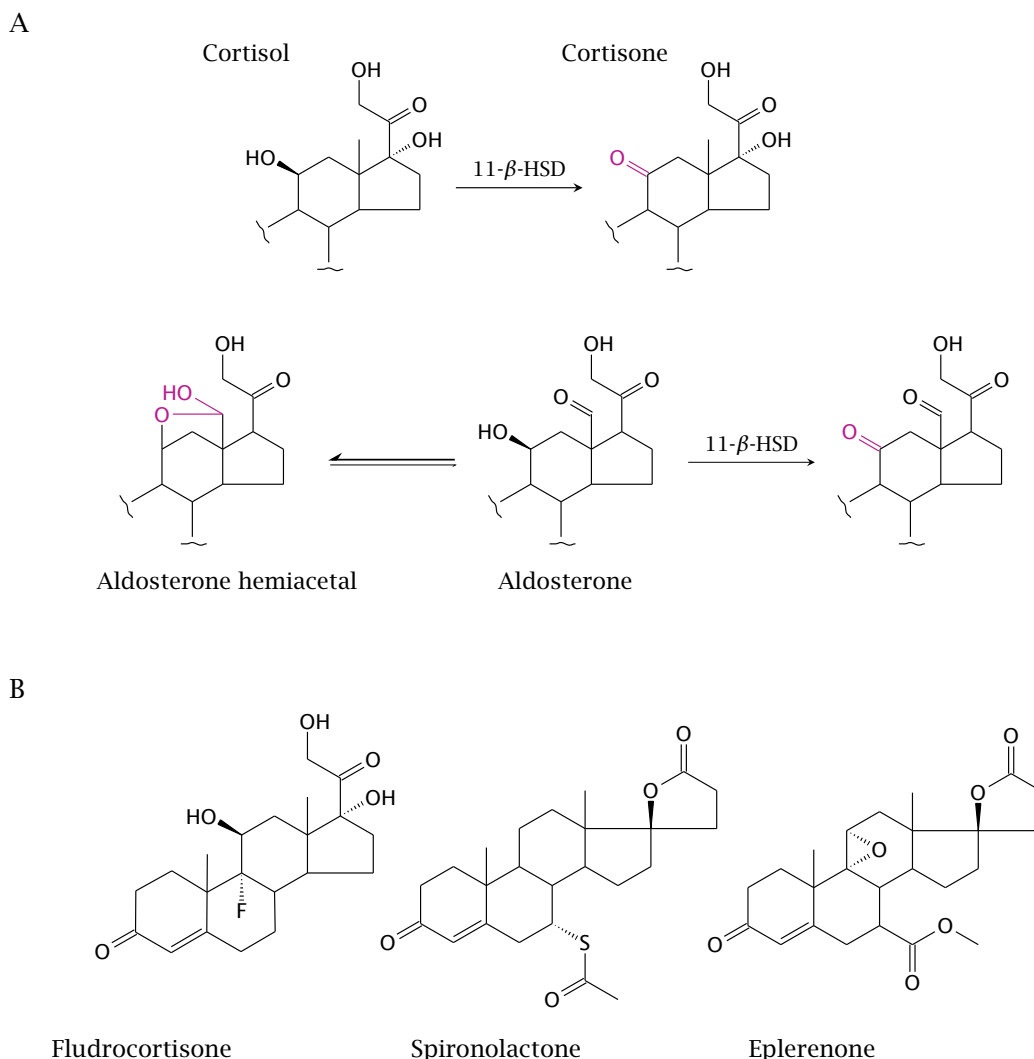 A
Cortisol Cortisone
OH OH
O O
HO OH O OH
11-β-HSD
OH OH OH
HO O O O
O O O
HO O
11-β-HSD
Aldosterone hemiacetal Aldosterone
B
OH O O
O O O
HO OH
O
F
O O O
S O
O O
Fludrocortisone Spironolactone Eplerenone